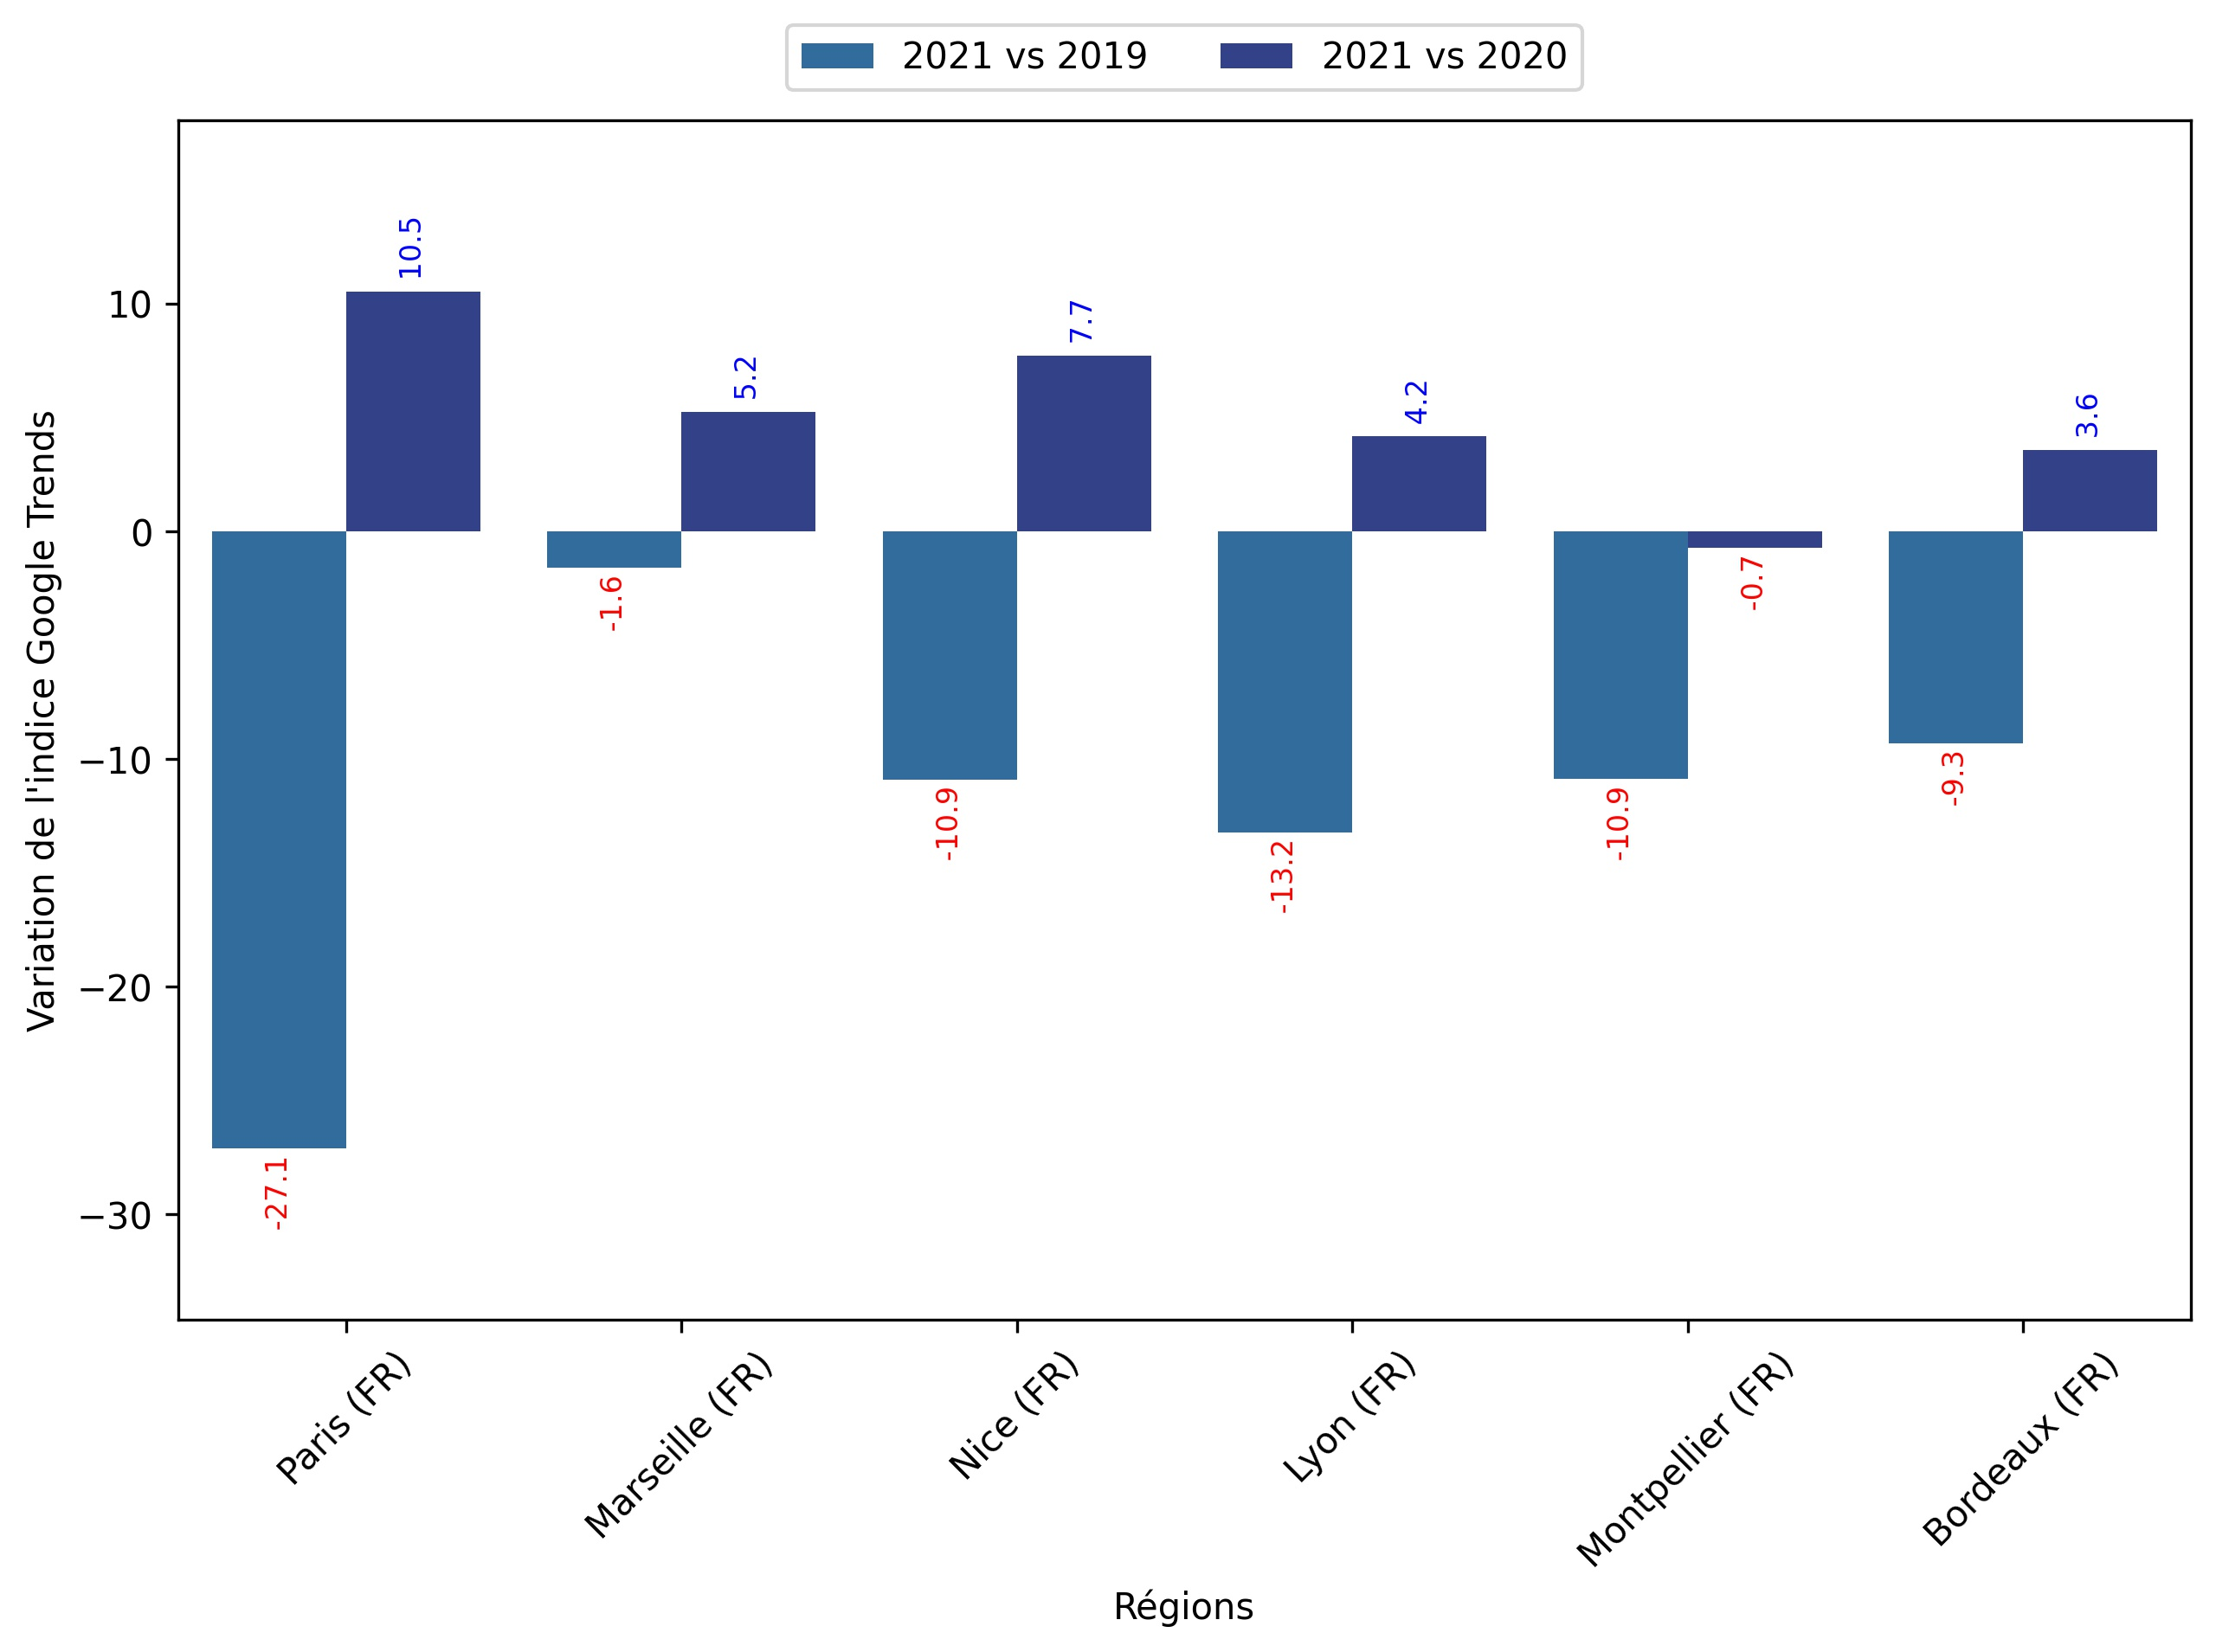 2021 vs 2019
2021 vs 2020
Variation de l'indice Google Trends
10
0
−10
−20
−30
-27.1
10.5
-1.6
5.2
-10.9
7.7
-13.2
4.2
-10.9
-0.7
-9.3
3.6
Paris (FR)
Marseille (FR)
Nice (FR)
Lyon (FR)
Montpellier (FR)
Bordeaux (FR)
Régions